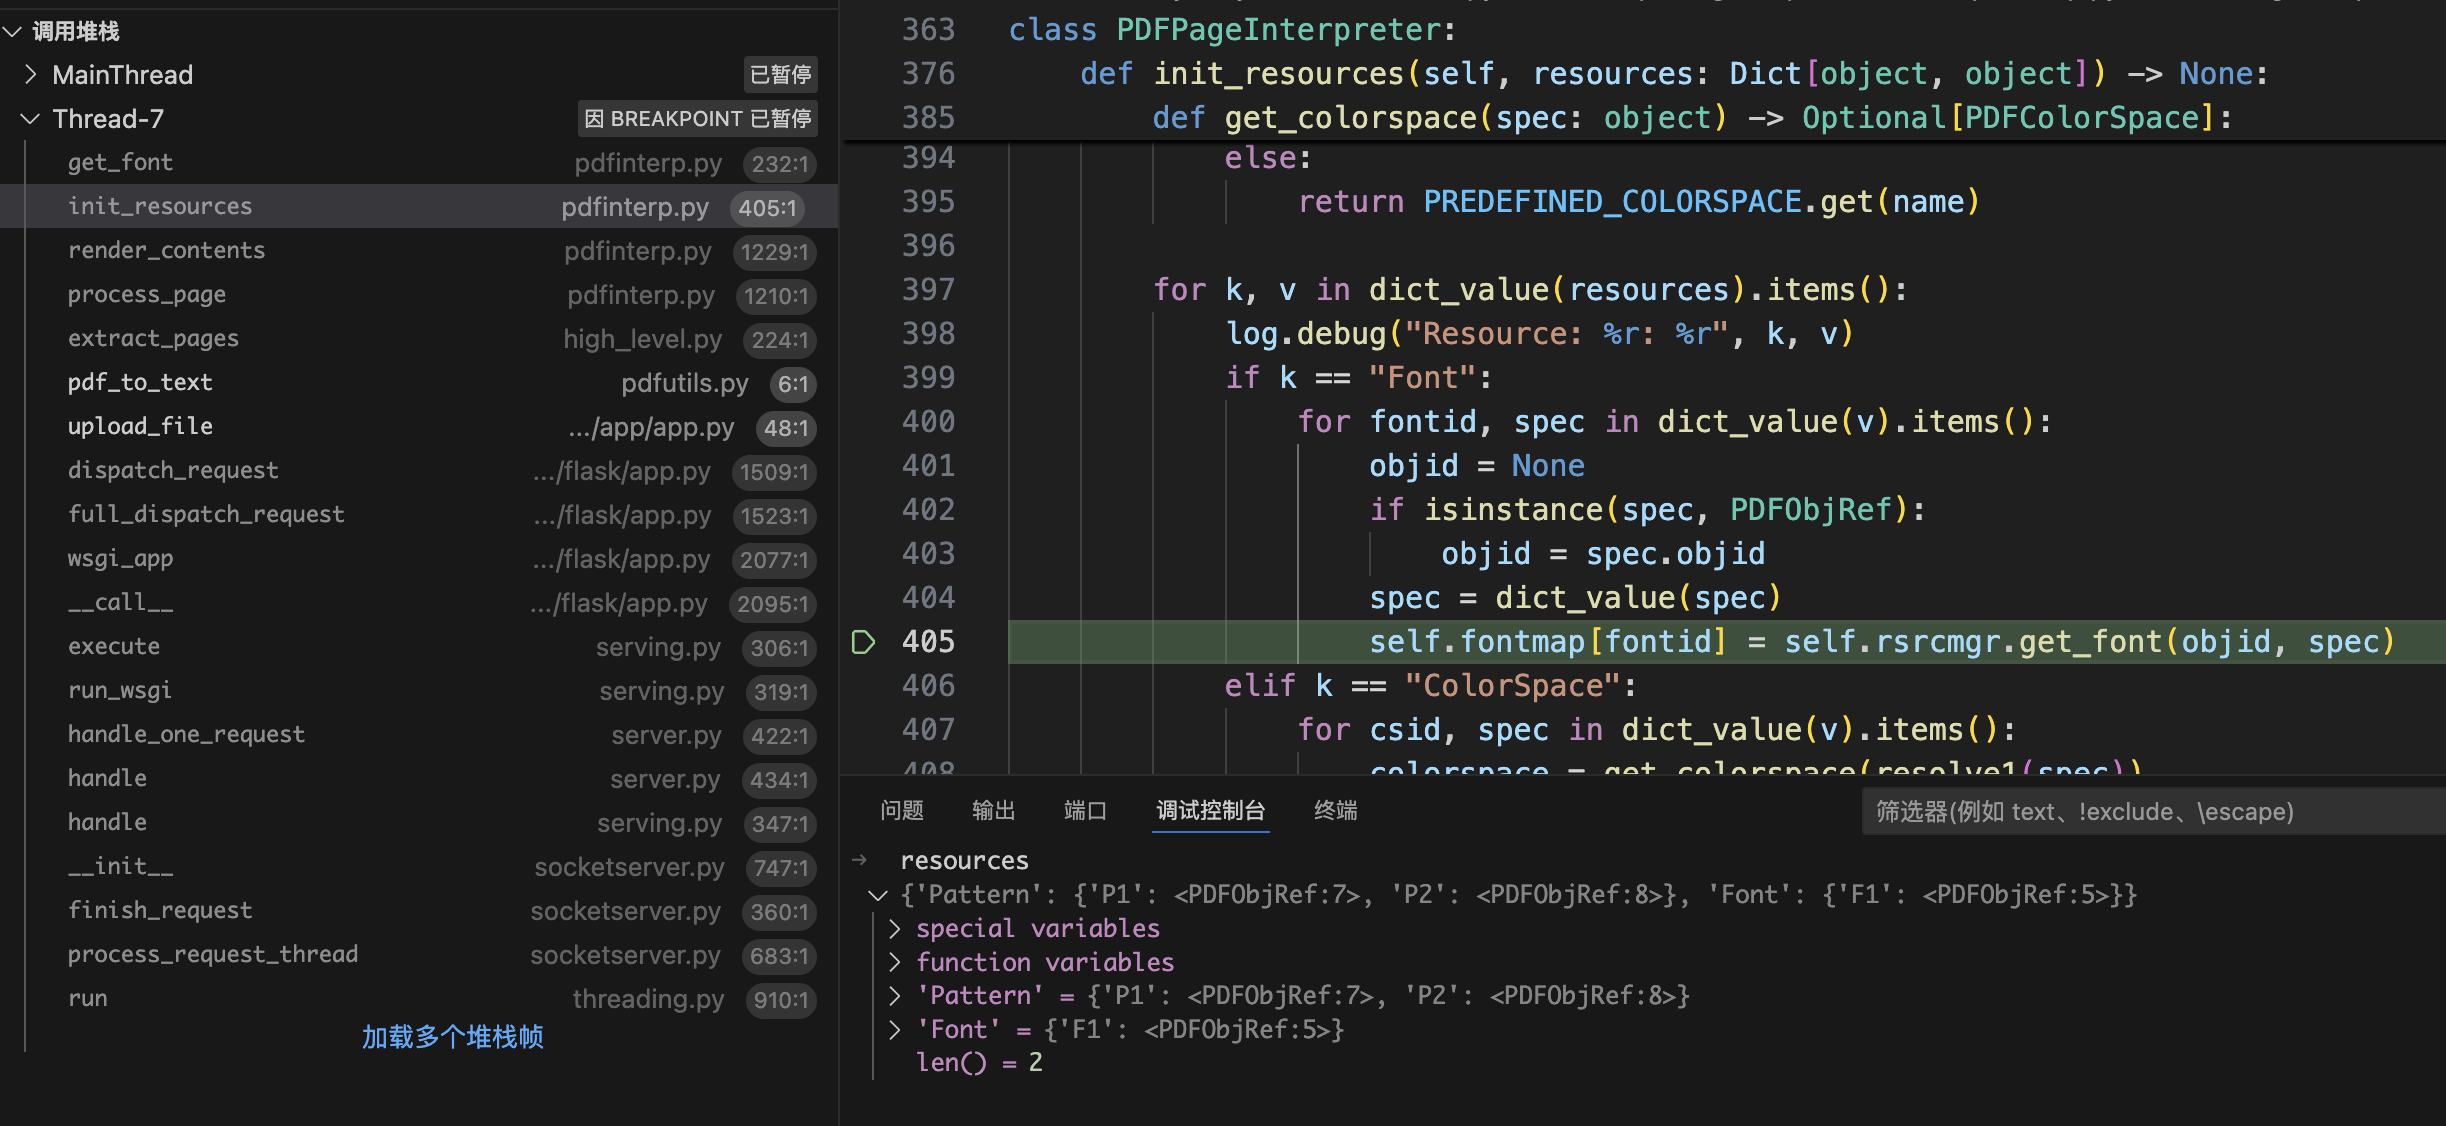 调用堆栈
MainThread 已暂停
Thread-7 因 BREAKPOINT 已暂停
get_font pdfinterp.py 232:1
init_resources pdfinterp.py 405:1
render_contents pdfinterp.py 1229:1
process_page pdfinterp.py 1210:1
extract_pages high_level.py 224:1
pdf_to_text pdfutils.py 6:1
upload_file .../app/app.py 48:1
dispatch_request .../flask/app.py 1509:1
full_dispatch_request .../flask/app.py 1523:1
wsgi_app .../flask/app.py 2077:1
__call__ .../flask/app.py 2095:1
execute serving.py 306:1
run_wsgi serving.py 319:1
handle_one_request server.py 422:1
handle server.py 434:1
handle serving.py 347:1
__init__ socketserver.py 747:1
finish_request socketserver.py 360:1
process_request_thread socketserver.py 683:1
run threading.py 910:1
加载多个堆栈帧
363 class PDFPageInterpreter:
376 def init_resources(self, resources: Dict[object, object]) -> None:
385 def get_colorspace(spec: object) -> Optional[PDFColorSpace]:
394 else:
395 return PREDEFINED_COLORSPACE.get(name)
396
397 for k, v in dict_value(resources).items():
398 log.debug("Resource: %r: %r", k, v)
399 if k == "Font":
400 for fontid, spec in dict_value(v).items():
401 objid = None
402 if isinstance(spec, PDFObjRef):
403 objid = spec.objid
404 spec = dict_value(spec)
405 self.fontmap[fontid] = self.rsrcmgr.get_font(objid, spec)
406 elif k == "ColorSpace":
407 for csid, spec in dict_value(v).items():
408 colorspace = get_colorspace(resolve1(spec))
问题 输出 端口 调试控制台 终端 筛选器(例如 text、!exclude、\escape)
resources
{'Pattern': {'P1': <PDFObjRef:7>, 'P2': <PDFObjRef:8>}, 'Font': {'F1': <PDFObjRef:5>}}
special variables
function variables
'Pattern' = {'P1': <PDFObjRef:7>, 'P2': <PDFObjRef:8>}
'Font' = {'F1': <PDFObjRef:5>}
len() = 2